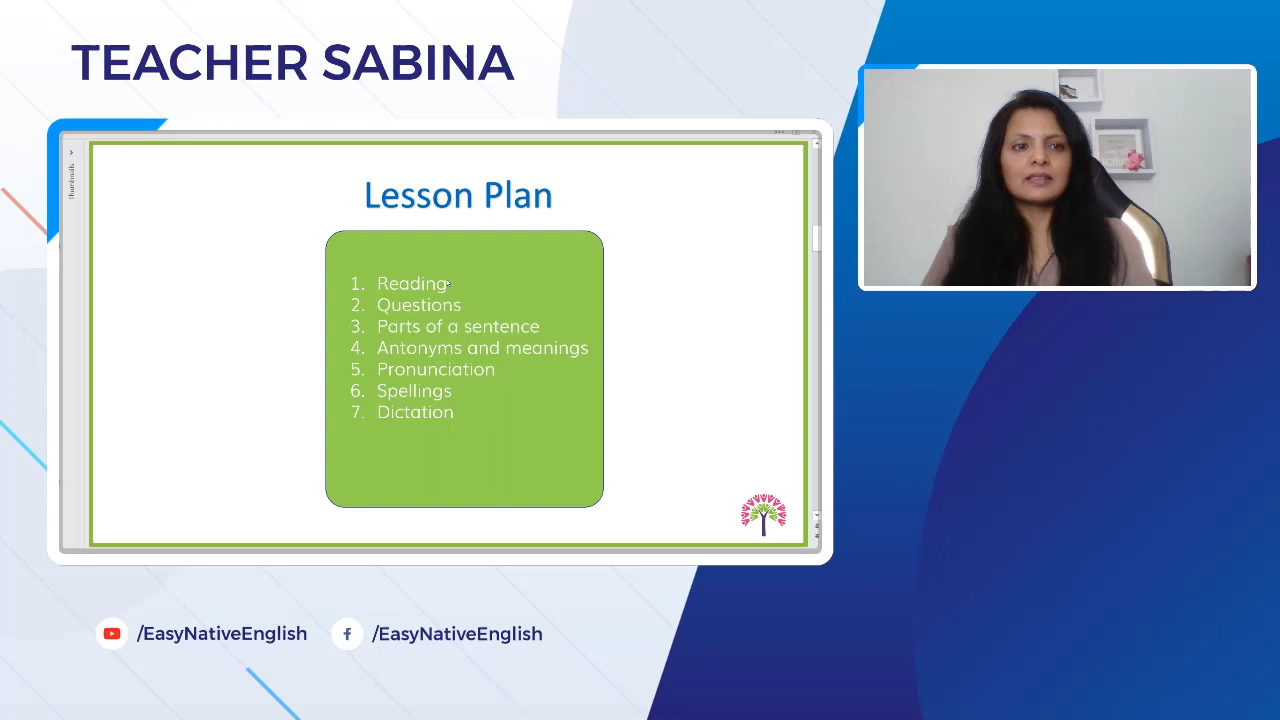 TEACHER SABINA
Thumbnails
Lesson Plan
1. Reading
2. Questions
3. Parts of a sentence
4. Antonyms and meanings
5. Pronunciation
6. Spellings
7. Dictation
/EasyNativeEnglish
/EasyNativeEnglish